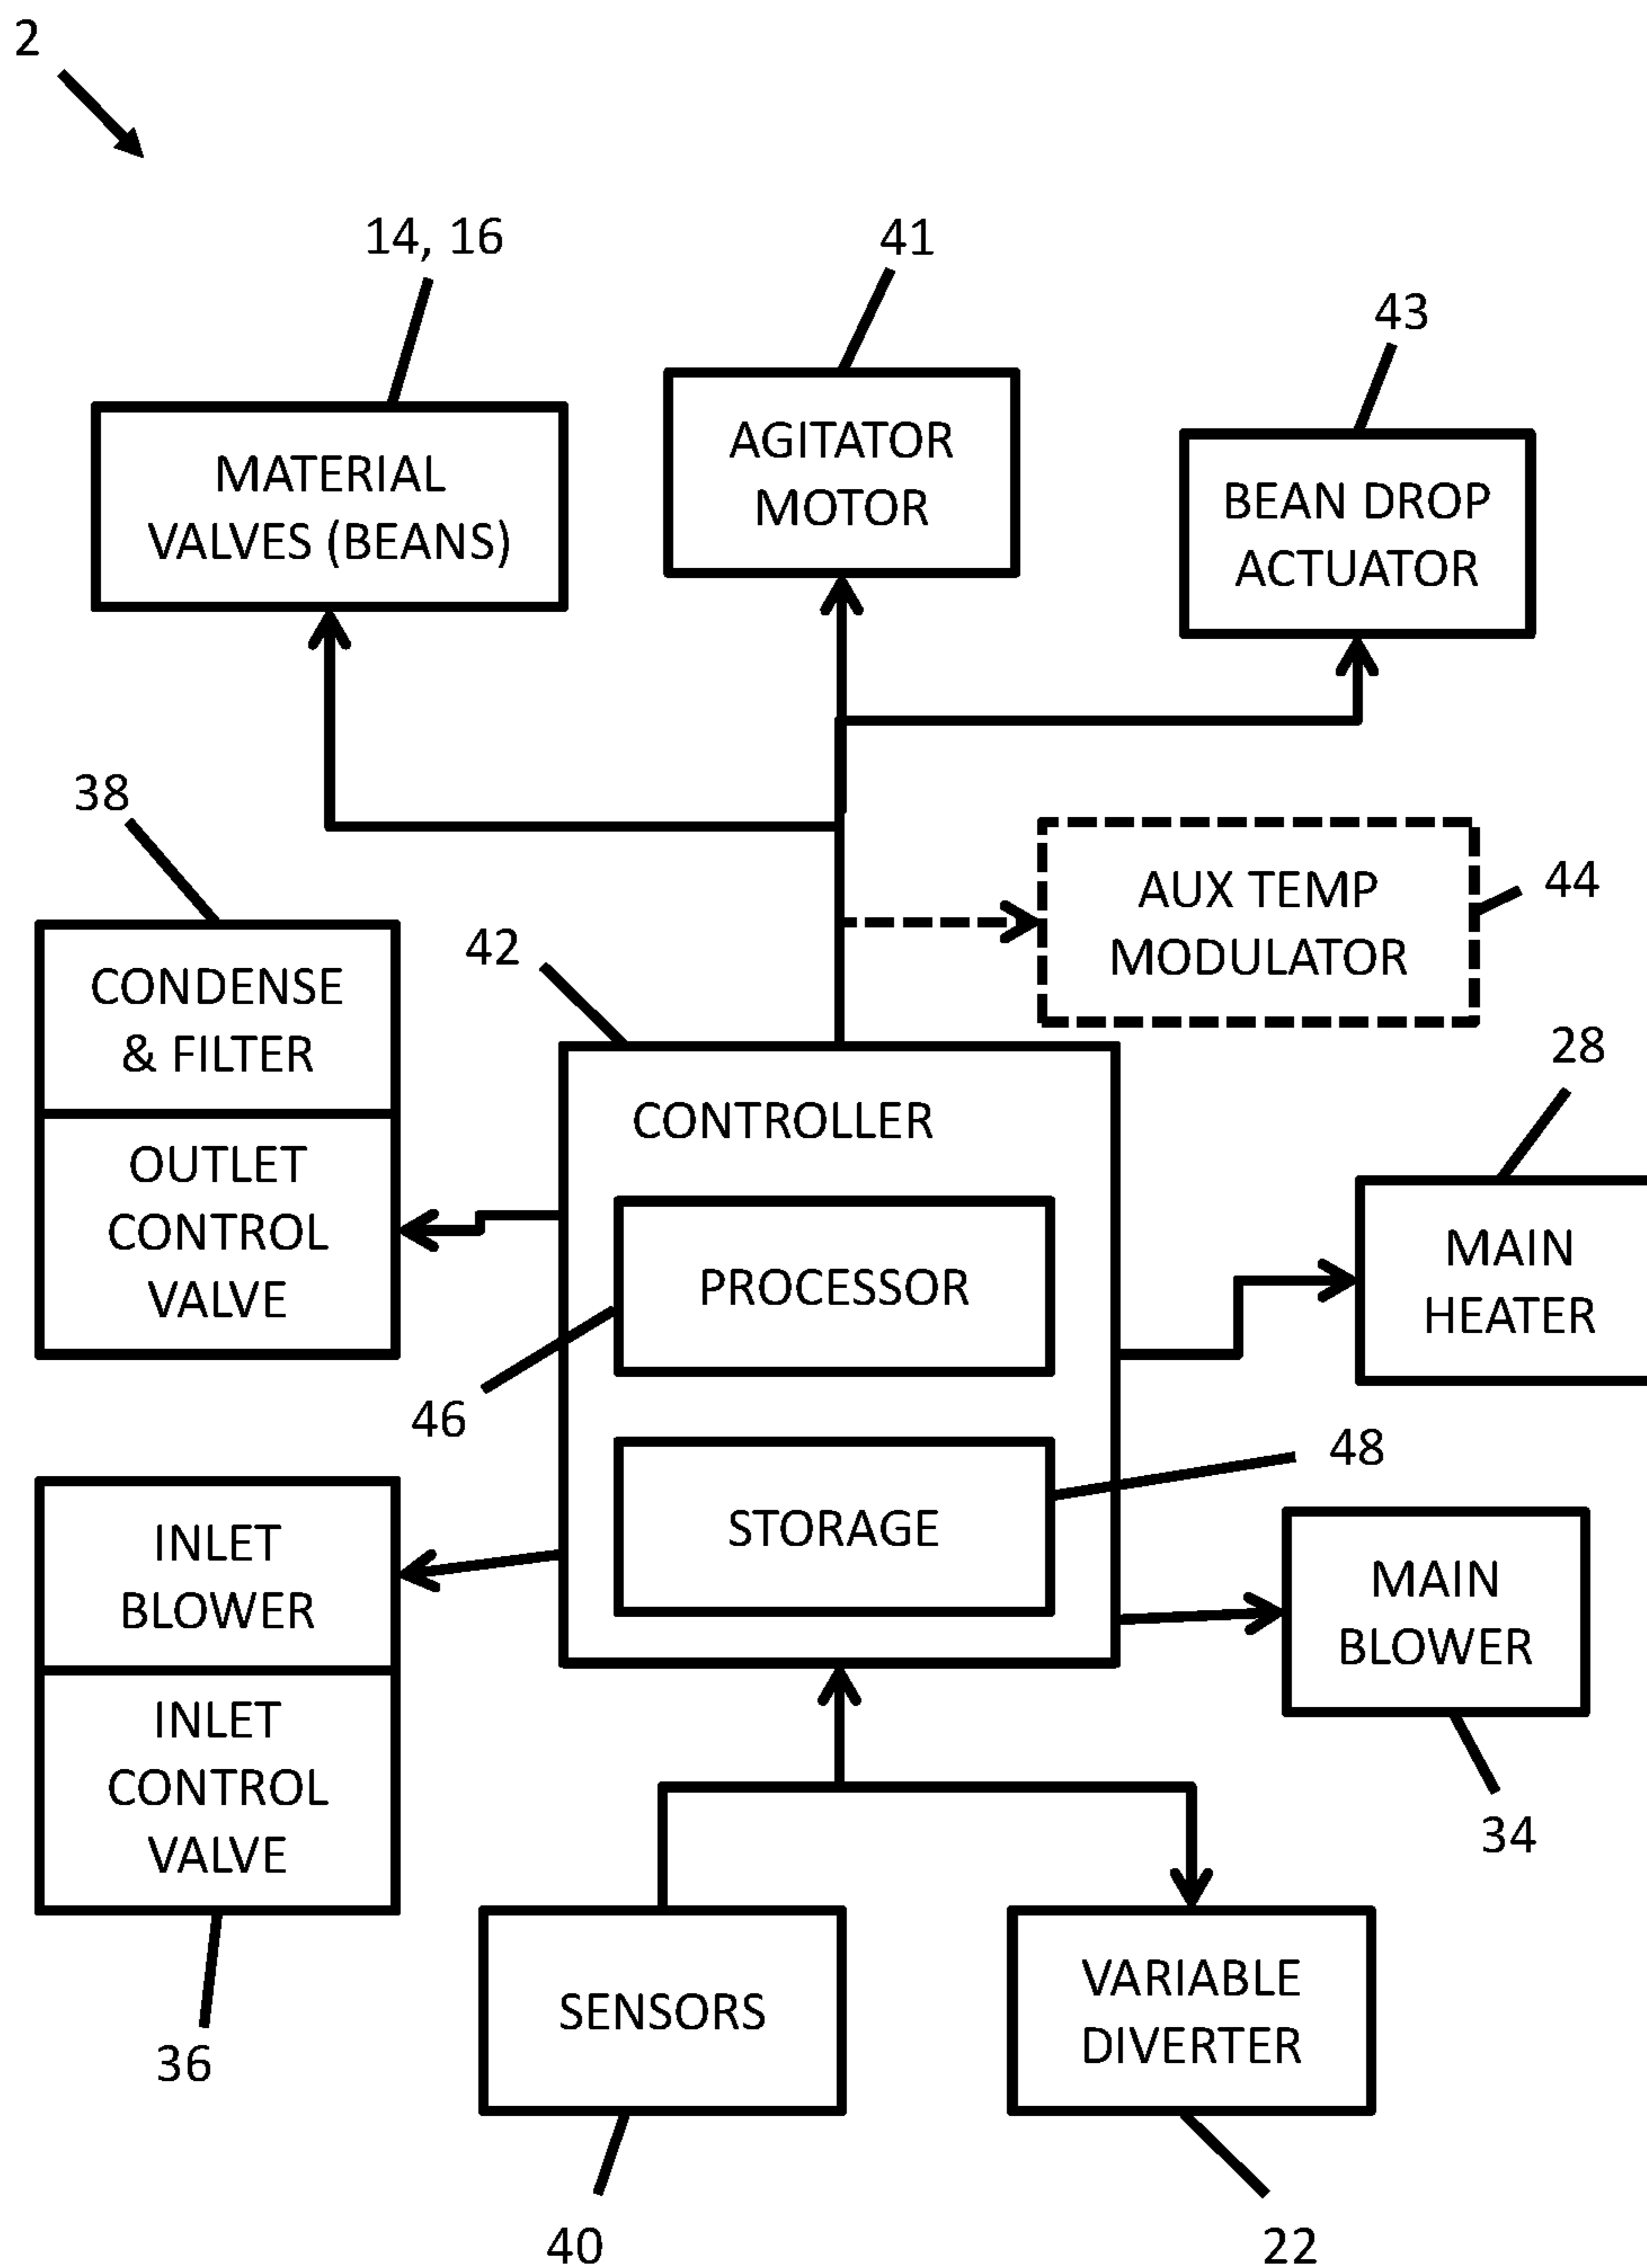 2
14, 16
41
43
MATERIAL
VALVES (BEANS)
AGITATOR
MOTOR
BEAN DROP
ACTUATOR
38
AUX TEMP
MODULATOR
44
42
CONDENSE
& FILTER
OUTLET
CONTROL
VALVE
CONTROLLER
PROCESSOR
46
STORAGE
48
28
MAIN
HEATER
INLET
BLOWER
INLET
CONTROL
VALVE
36
MAIN
BLOWER
34
SENSORS
40
VARIABLE
DIVERTER
22